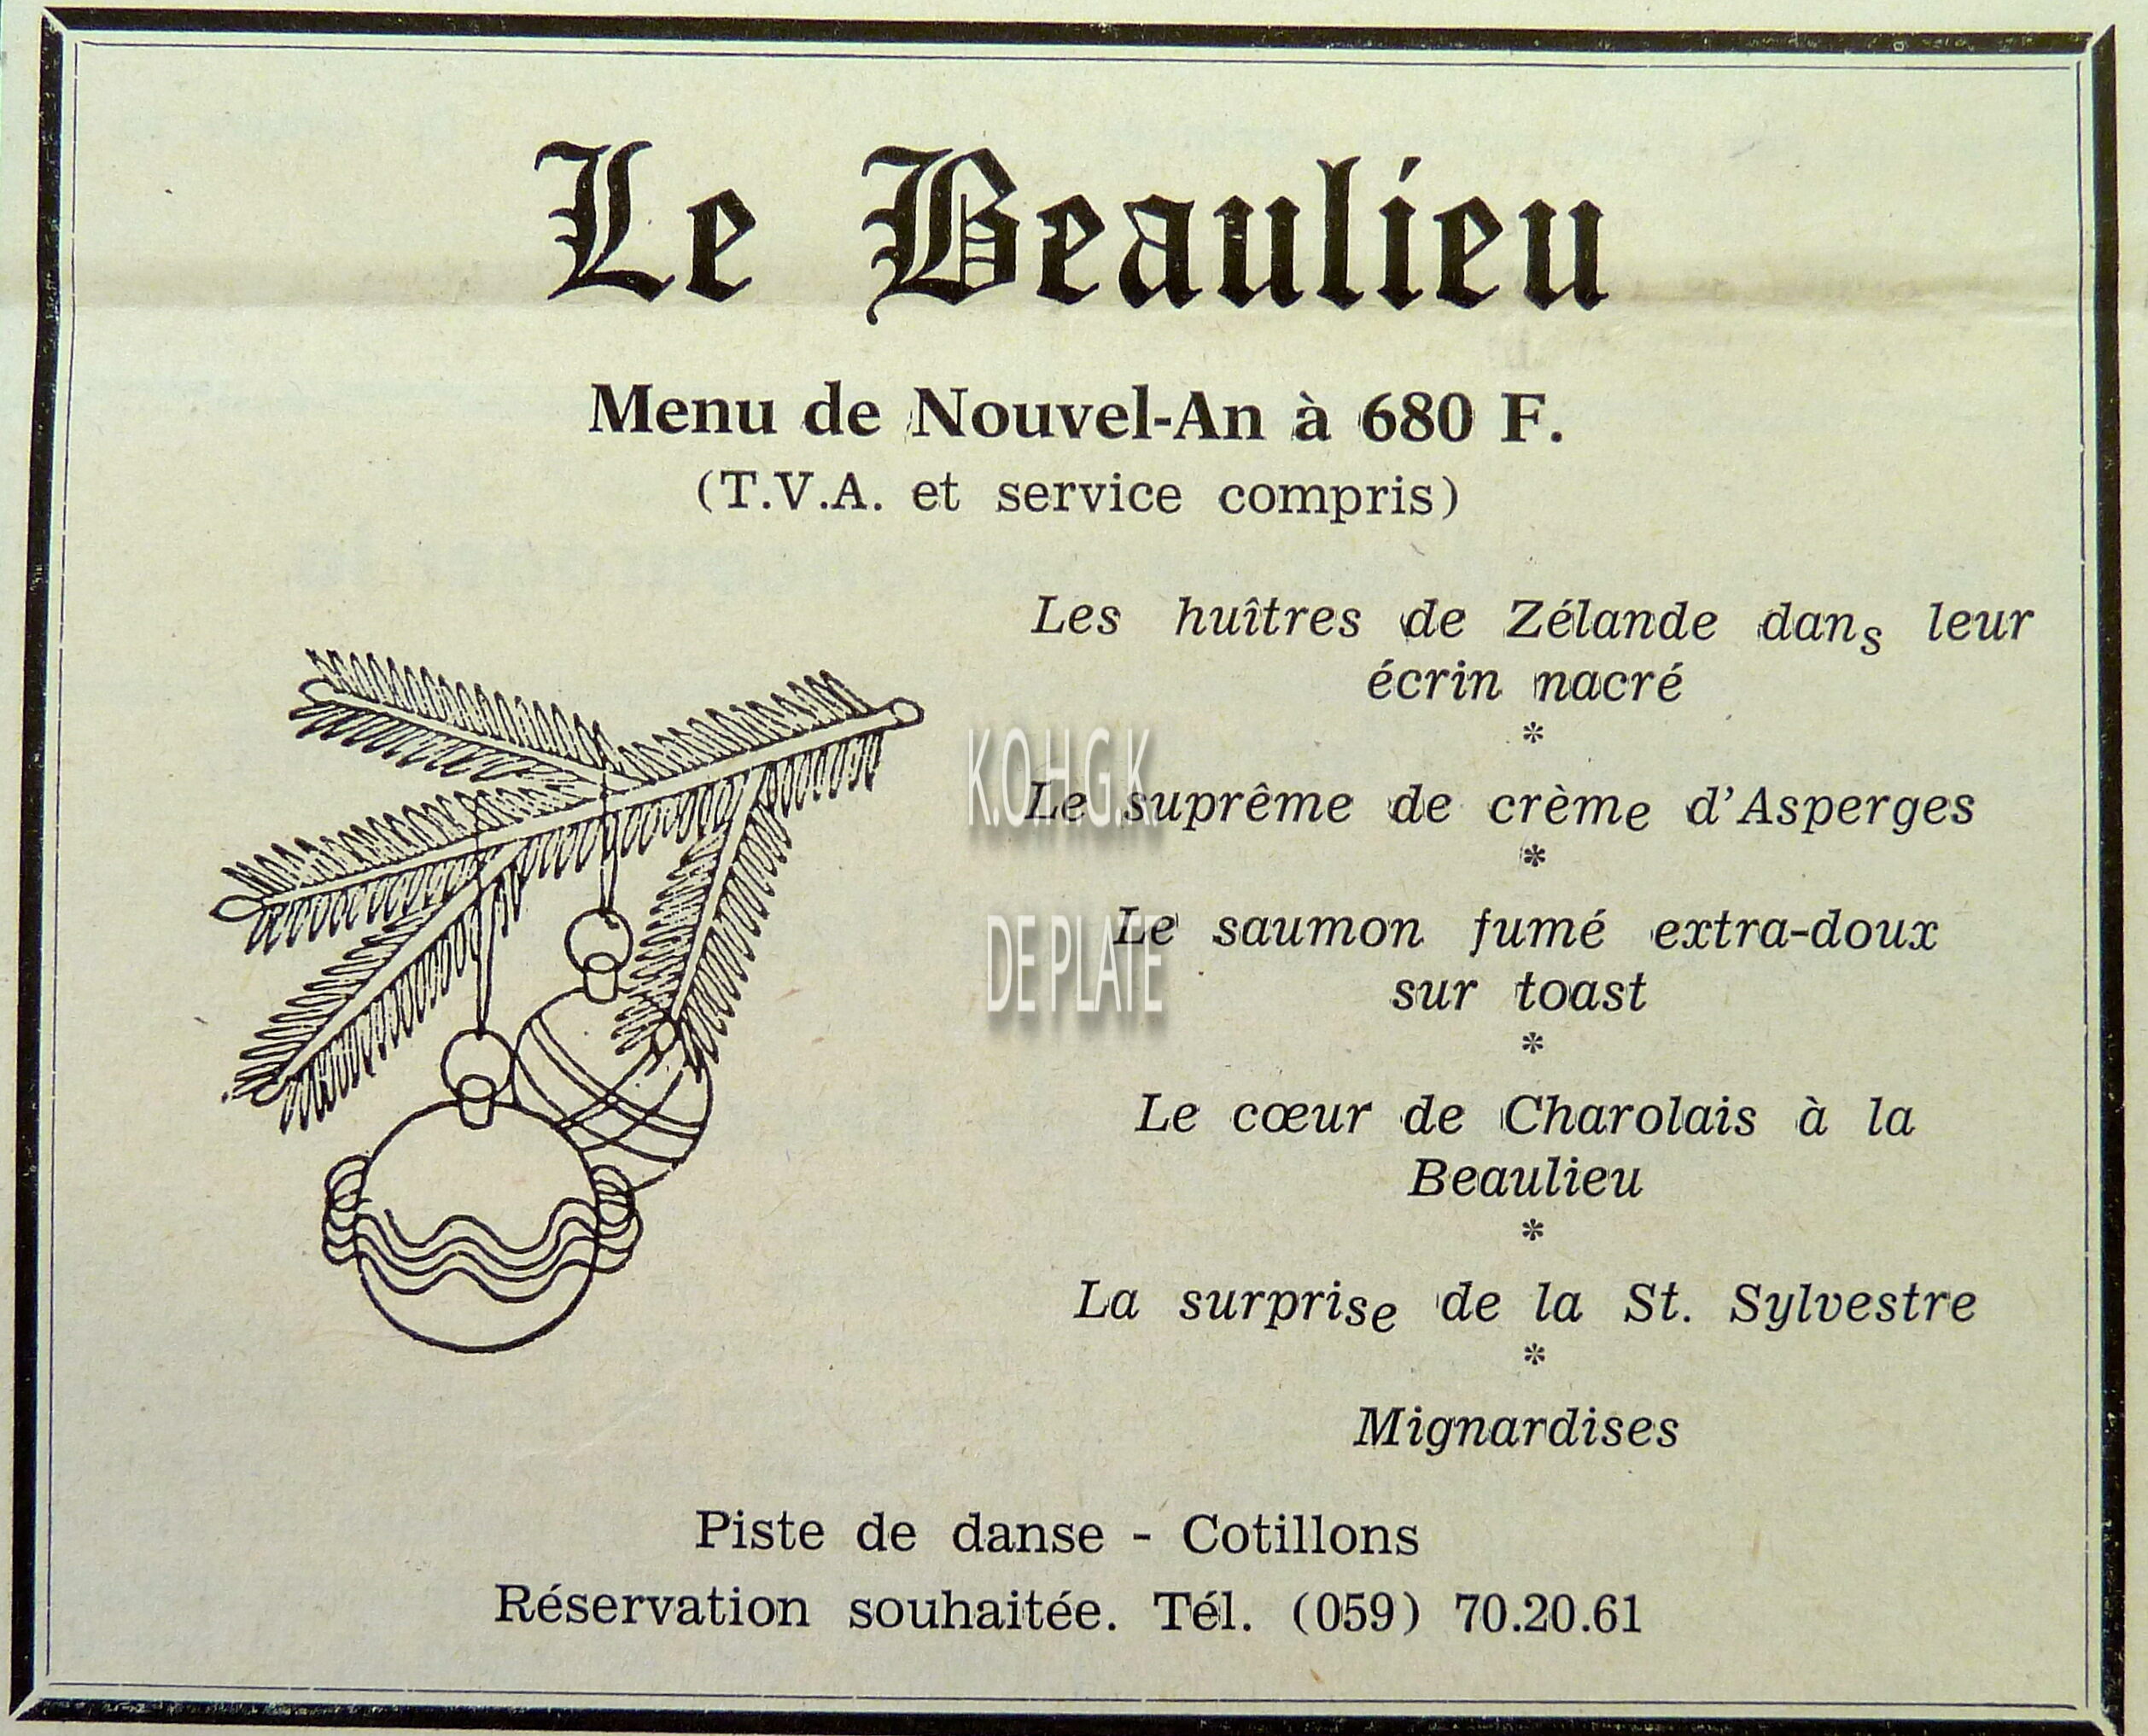 Le Beaulieu
Menu de Nouvel-An à 680 F.
(T.V.A. et service compris)
Les huîtres de Zélande dans leur
écrin nacré
*
Le suprême de crème d'Asperges
*
Le saumon fumé extra-doux
sur toast
*
Le cœur de Charolais à la
Beaulieu
*
La surprise de la St. Sylvestre
*
Mignardises
Piste de danse - Cotillons
Réservation souhaitée. Tél. (059) 70.20.61
K.O.H.G.K.
DE PLATE